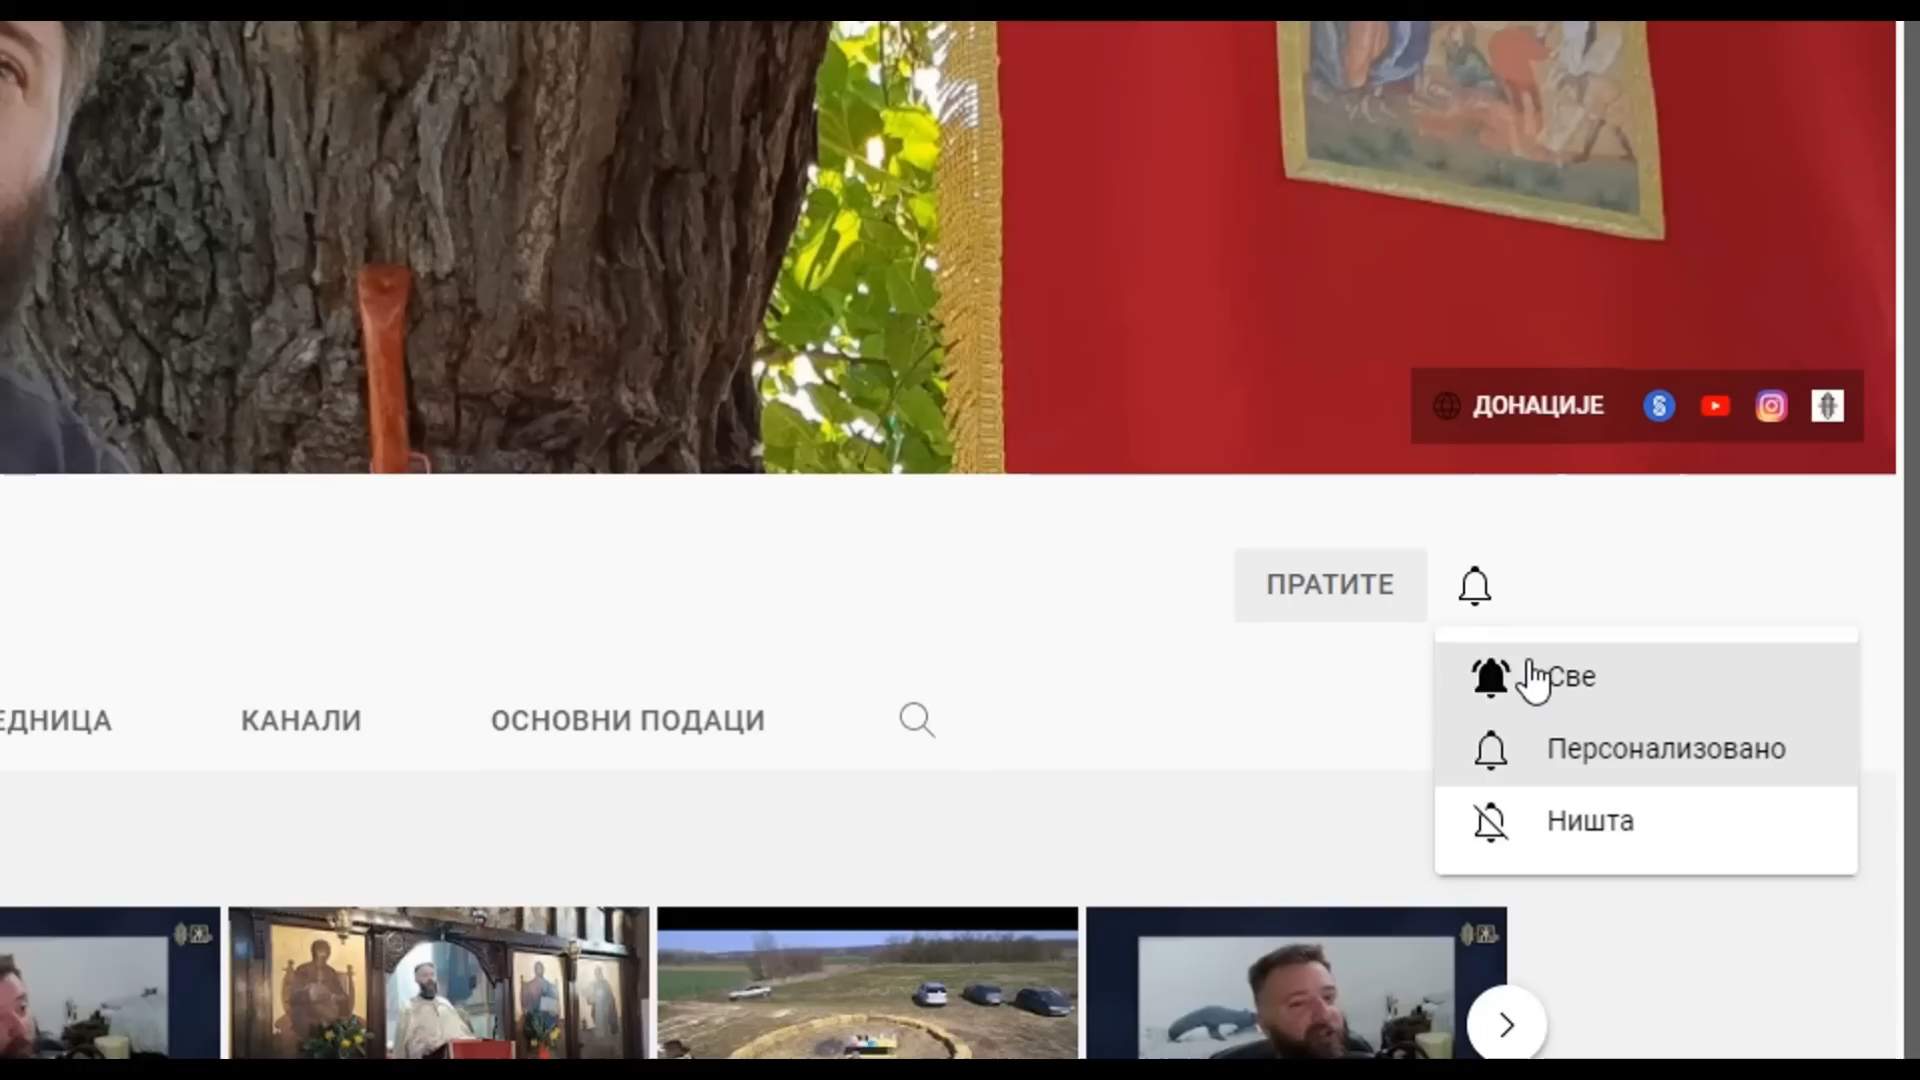 ДОНАЦИЈЕ
ПРАТИТЕ
Све
Персонализовано
Ништа
ЕДНИЦА КАНАЛИ ОСНОВНИ ПОДАЦИ